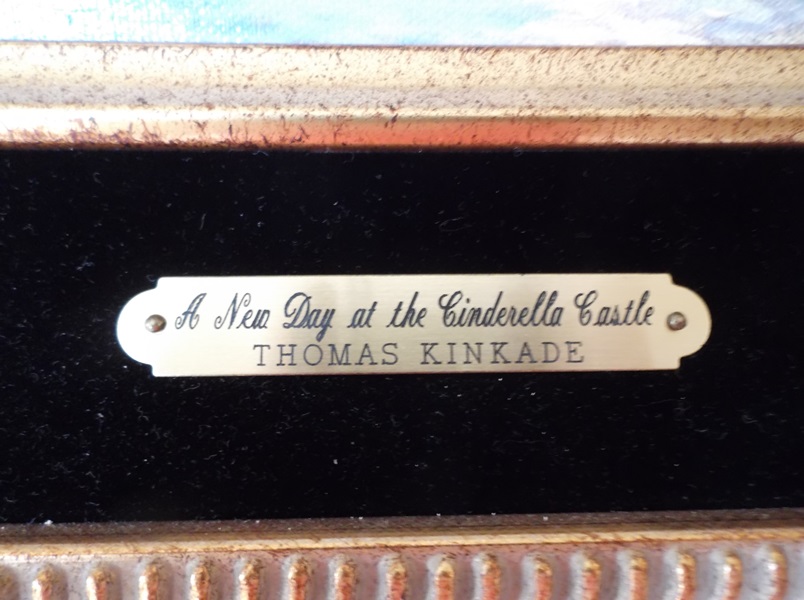 A New Day at the Cinderella Castle
THOMAS KINKADE